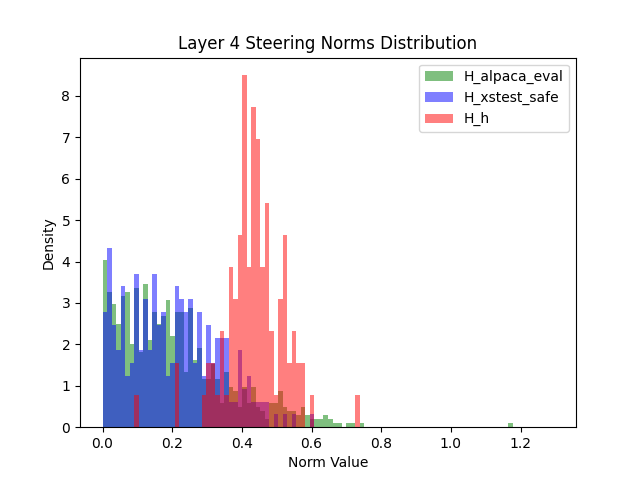 Layer 4 Steering Norms Distribution
H_alpaca_eval
H_xstest_safe
H_h
Density
8
7
6
5
4
3
2
1
0
0.0 0.2 0.4 0.6 0.8 1.0 1.2
Norm Value